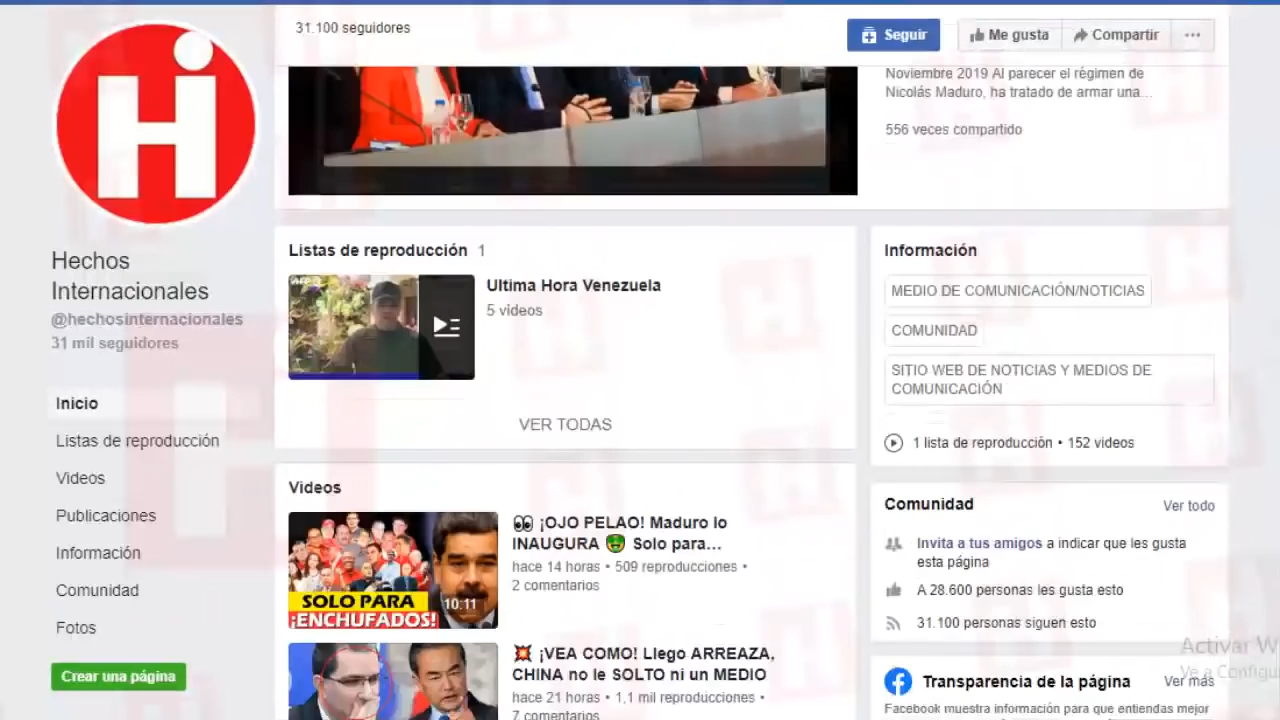 31.100 seguidores
Seguir
Me gusta
Compartir
Noviembre 2019 Al parecer el régimen de
Nicolás Maduro, ha tratado de armar una...
556 veces compartido
Hi
Hechos
Internacionales
@hechosinternacionales
31 mil seguidores
Inicio
Listas de reproducción
Videos
Publicaciones
Información
Comunidad
Fotos
Crear una página
Listas de reproducción 1
Ultima Hora Venezuela
5 videos
VER TODAS
Videos
SOLO PARA
¡ENCHUFADOS!
10:11
👀 ¡OJO PELAO! Maduro lo
INAUGURA 🤑 Solo para...
hace 14 horas • 509 reproducciones •
2 comentarios
💥 ¡VEA COMO! Llego ARREAZA,
CHINA no le SOLTO ni un MEDIO
hace 21 horas • 1,1 mil reproducciones •
7 comentarios
Información
MEDIO DE COMUNICACIÓN/NOTICIAS
COMUNIDAD
SITIO WEB DE NOTICIAS Y MEDIOS DE
COMUNICACIÓN
1 lista de reproducción • 152 videos
Comunidad
Ver todo
Invita a tus amigos a indicar que les gusta
esta página
A 28.600 personas les gusta esto
31.100 personas siguen esto
Activar W
Ve a Configu
Transparencia de la página
Ver más
Facebook muestra información para que entiendas mejor